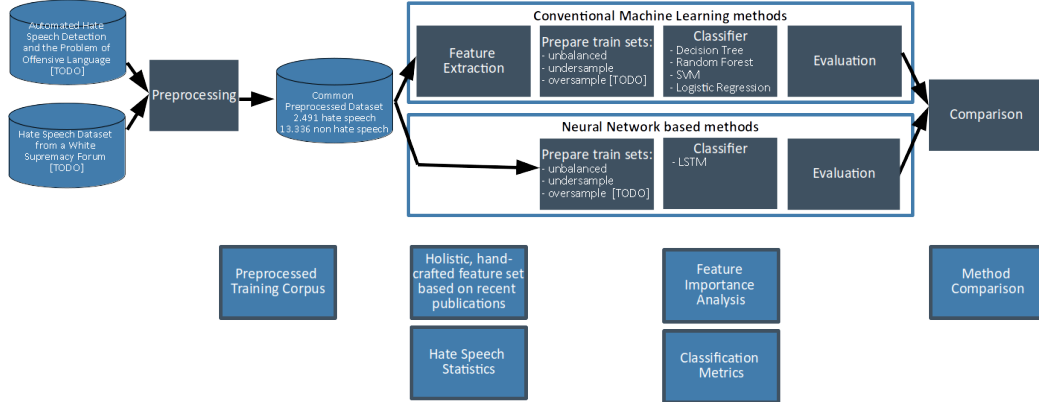 Automated Hate
Speech Detection
and the Problem of
Offensive Language
[TODO]
Hate Speech Dataset
from a White
Supremacy Forum
[TODO]
Preprocessing
Common
Preprocessed Dataset
2.491 hate speech
13.336 non hate speech
Conventional Machine Learning methods
Feature
Extraction
Prepare train sets:
- unbalanced
- undersample
- oversample [TODO]
Classifier
- Decision Tree
- Random Forest
- SVM
- Logistic Regression
Evaluation
Neural Network based methods
Prepare train sets:
- unbalanced
- undersample
- oversample [TODO]
Classifier
- LSTM
Evaluation
Comparison
Preprocessed
Training Corpus
Holistic, hand-
crafted feature set
based on recent
publications
Feature
Importance
Analysis
Method
Comparison
Hate Speech
Statistics
Classification
Metrics